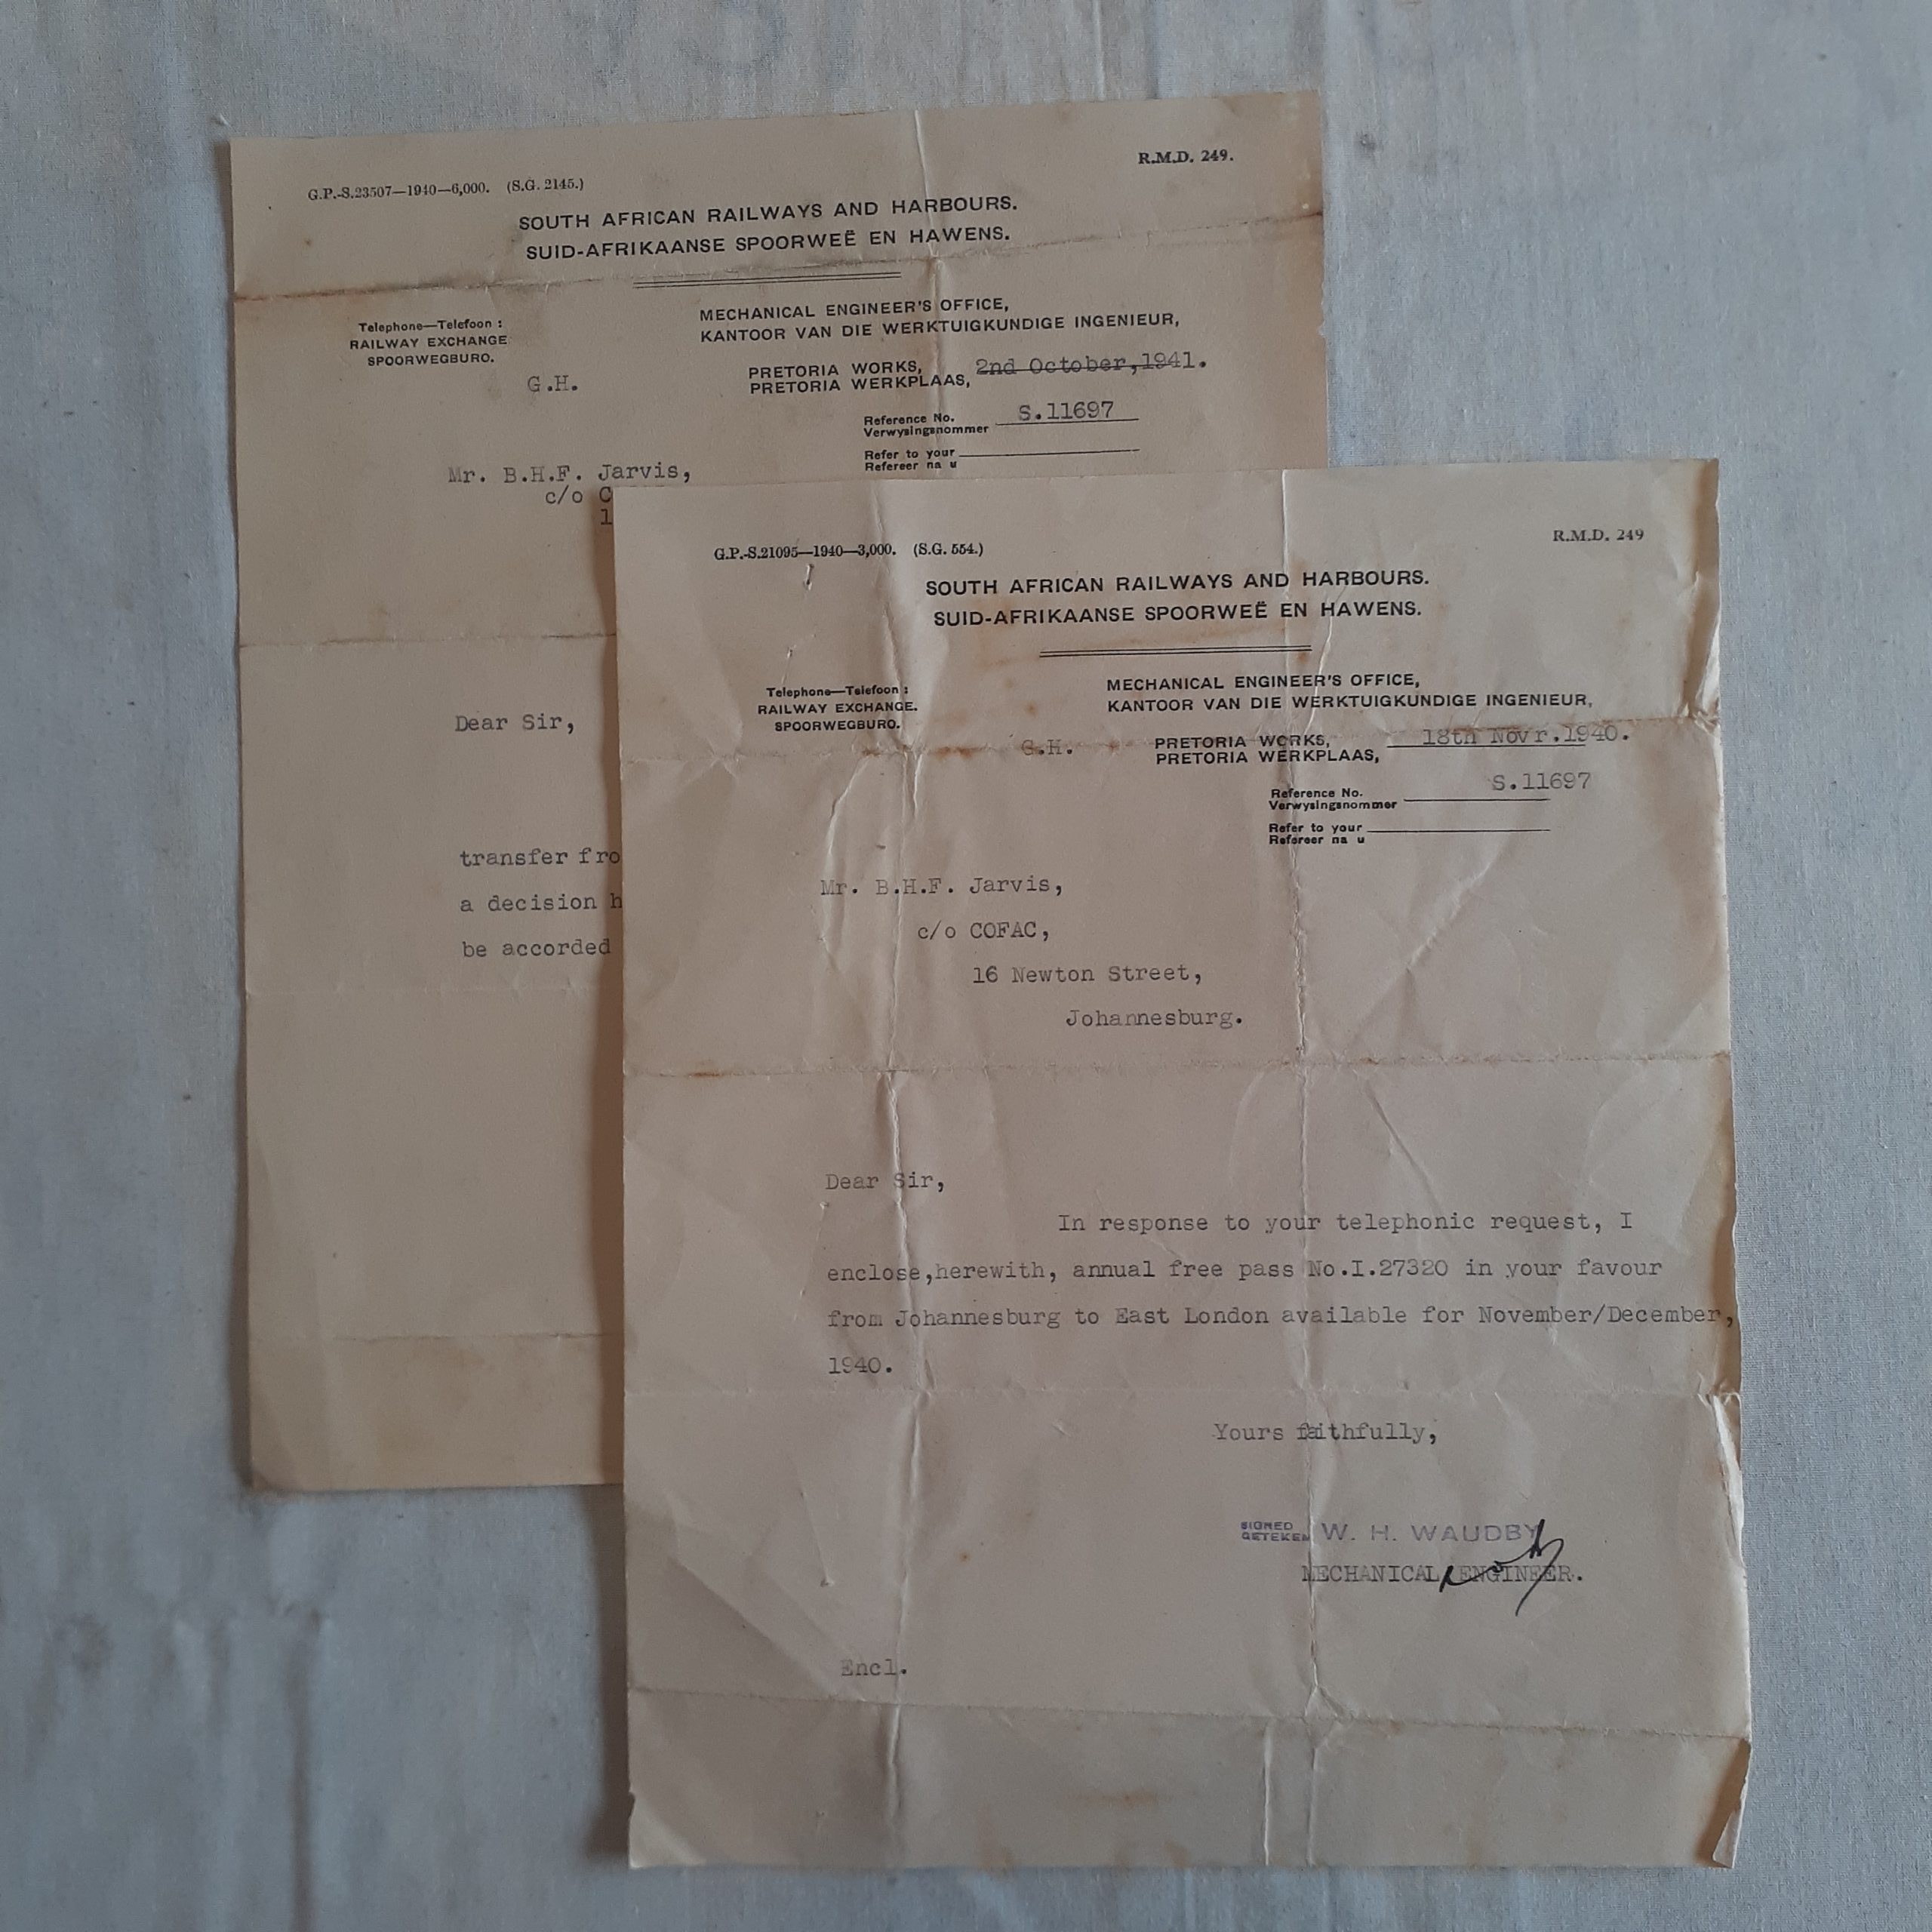 G.P.-S.23507—1940—6,000. (S.G. 2145.)
R.M.D. 249.
SOUTH AFRICAN RAILWAYS AND HARBOURS.
SUID-AFRIKAANSE SPOORWEË EN HAWENS.
Telephone—Telefoon :
RAILWAY EXCHANGE
SPOORWEGBURO.
MECHANICAL ENGINEER'S OFFICE,
KANTOOR VAN DIE WERKTUIGKUNDIGE INGENIEUR,
G.H.
PRETORIA WORKS,
PRETORIA WERKPLAAS,
2nd October,1941.
Reference No.
Verwysingsnommer
S.11697
Refer to your
Refereer na u
Mr. B.H.F. Jarvis,
c/o C
1
Dear Sir,
transfer fro
a decision h
be accorded
G.P.-S.21095—1940—3,000. (S.G. 554.)
R.M.D. 249
SOUTH AFRICAN RAILWAYS AND HARBOURS.
SUID-AFRIKAANSE SPOORWEË EN HAWENS.
Telephone—Telefoon :
RAILWAY EXCHANGE.
SPOORWEGBURO.
MECHANICAL ENGINEER'S OFFICE,
KANTOOR VAN DIE WERKTUIGKUNDIGE INGENIEUR,
G.H.
PRETORIA WORKS,
PRETORIA WERKPLAAS,
18th Novr.1940.
Reference No.
Verwysingsnommer
S.11697
Refer to your
Refereer na u
Mr. B.H.F. Jarvis,
c/o COFAC,
16 Newton Street,
Johannesburg.
Dear Sir,
In response to your telephonic request, I
enclose,herewith, annual free pass No.I.27320 in your favour
from Johannesburg to East London available for November/December,
1940.
Yours faithfully,
SIGNED
GETEKEN
W. H. WAUDBY
MECHANICAL ENGINEER.
Encl.